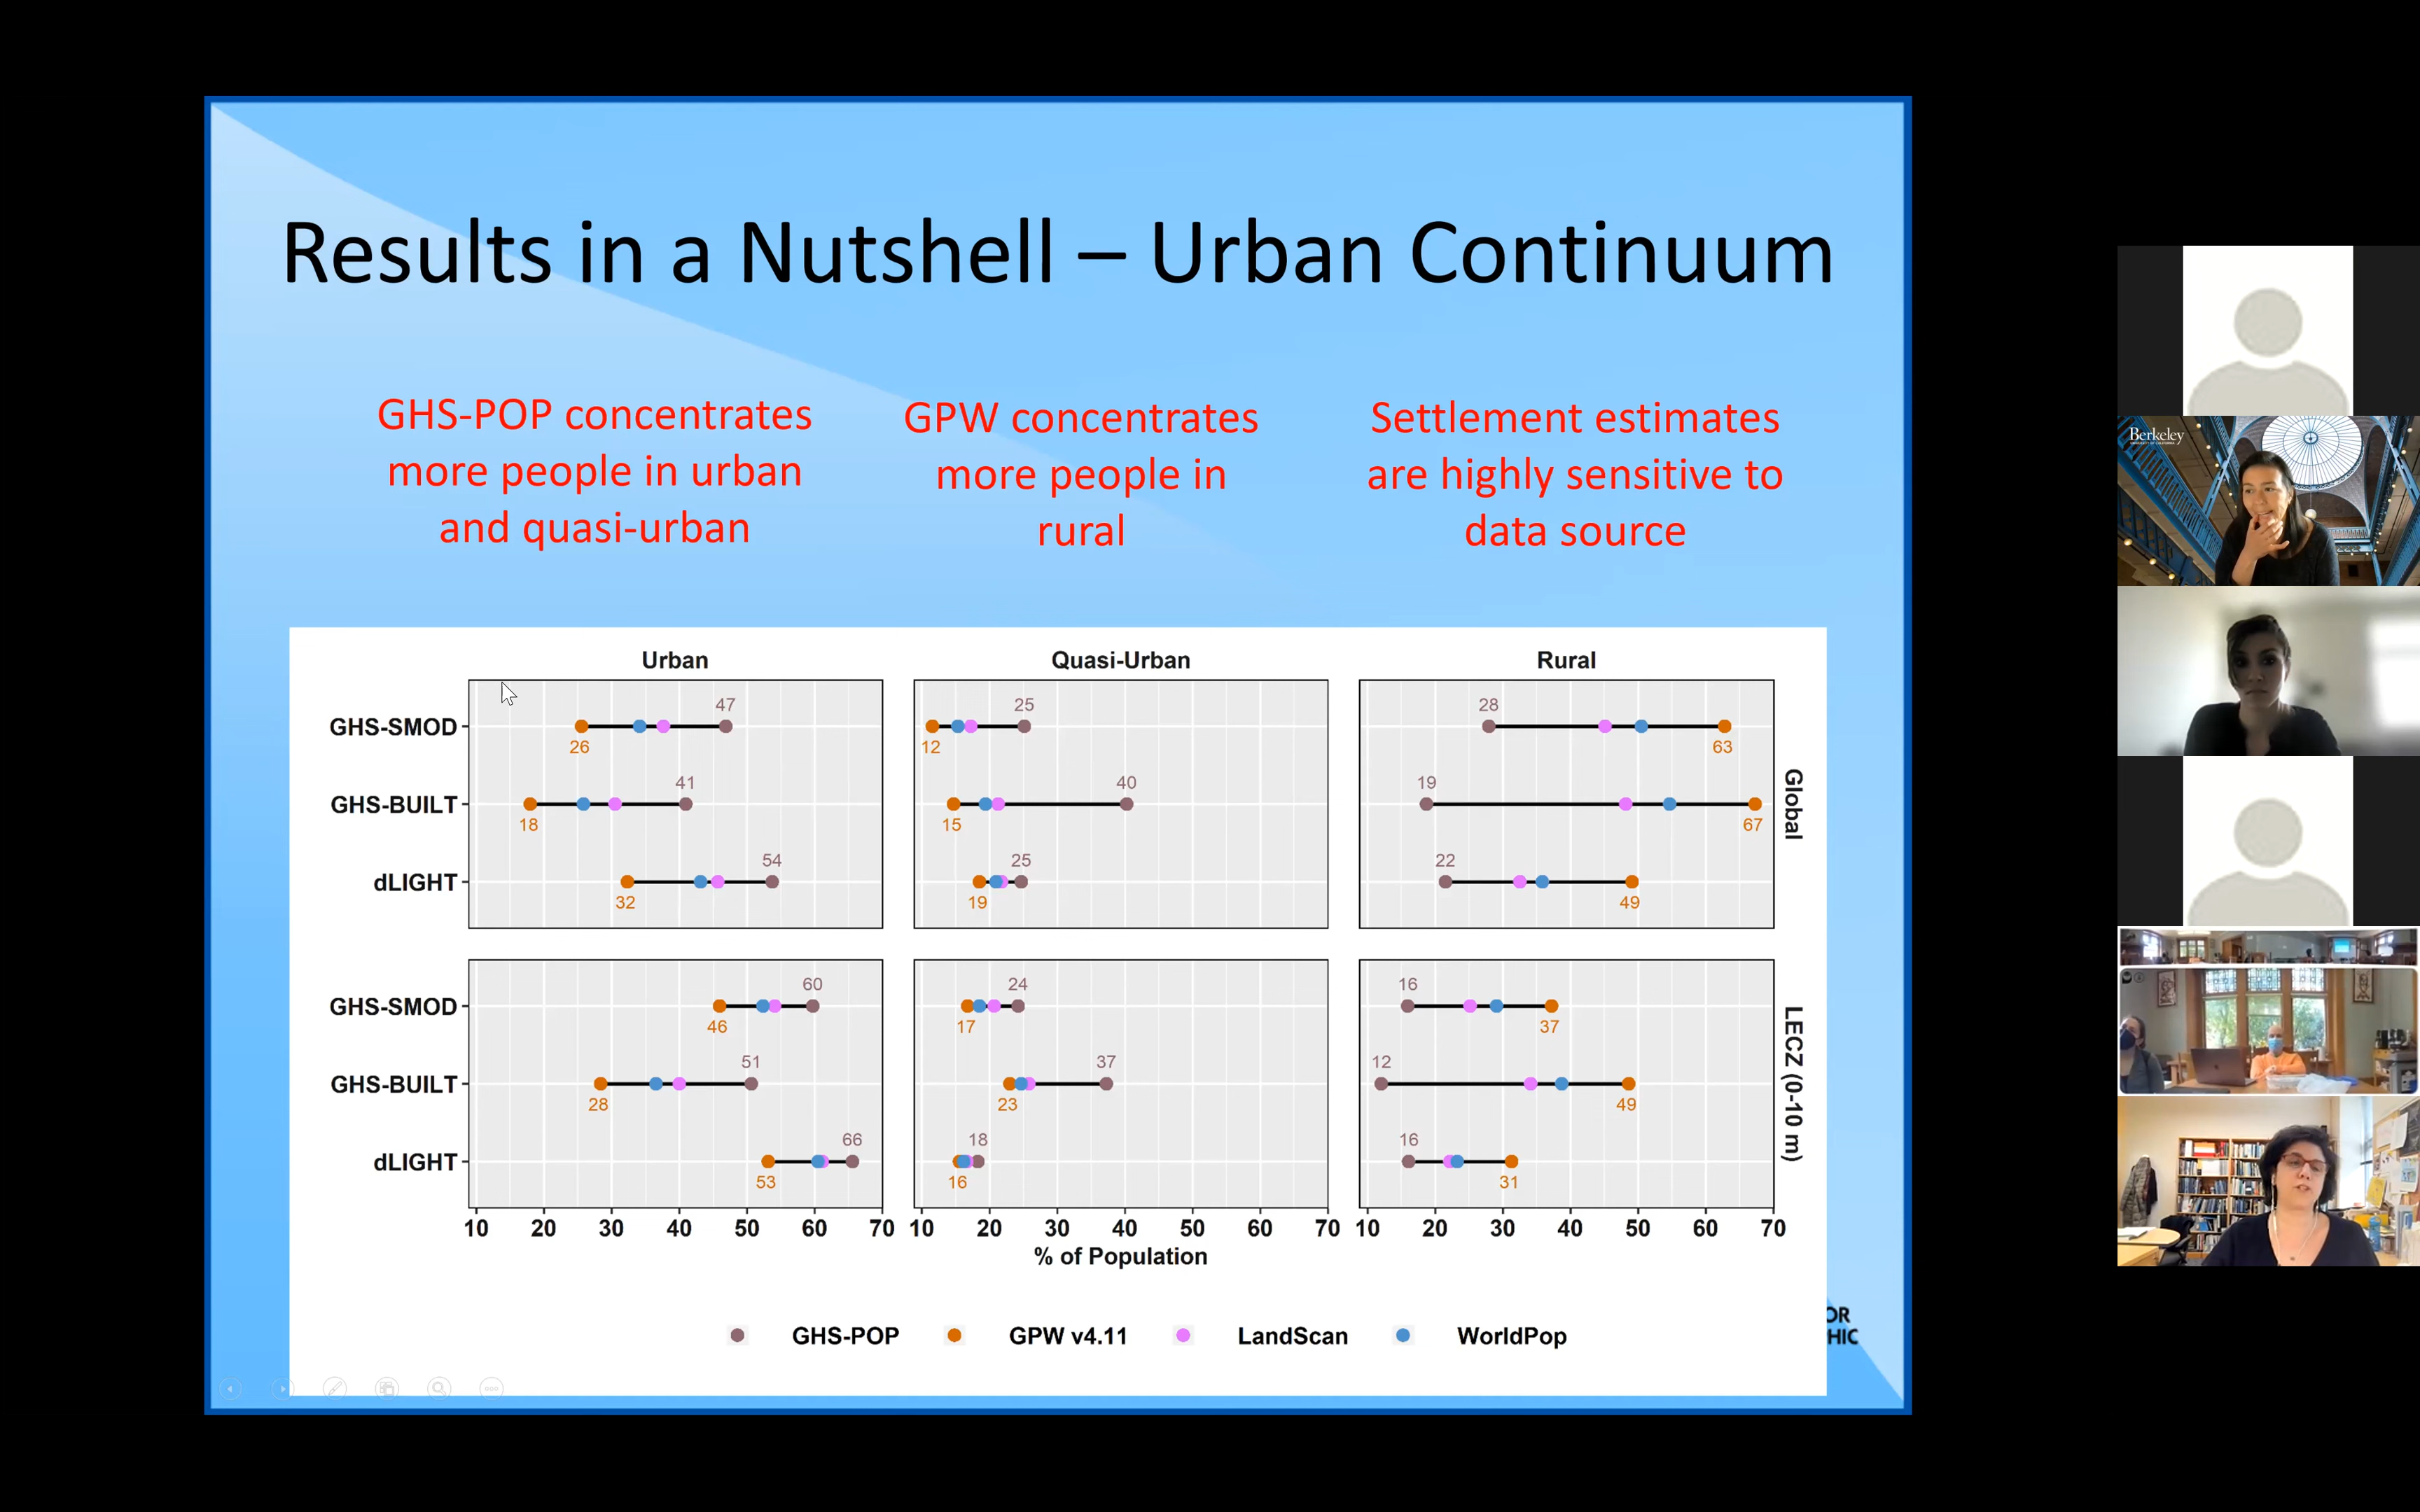 Results in a Nutshell – Urban Continuum
GHS-POP concentrates
more people in urban
and quasi-urban
GPW concentrates
more people in
rural
Settlement estimates
are highly sensitive to
data source
Urban
Quasi-Urban
Rural
GHS-SMOD
47
26
25
12
28
63
GHS-BUILT
41
18
40
15
19
67
dLIGHT
54
32
25
19
22
49
Global
GHS-SMOD
60
46
24
17
16
37
GHS-BUILT
51
28
37
23
12
49
dLIGHT
66
53
18
16
16
31
LECZ (0-10 m)
10 20 30 40 50 60 70
10 20 30 40 50 60 70
10 20 30 40 50 60 70
% of Population
GHS-POP
GPW v4.11
LandScan
WorldPop
OR
HIC
Berkeley